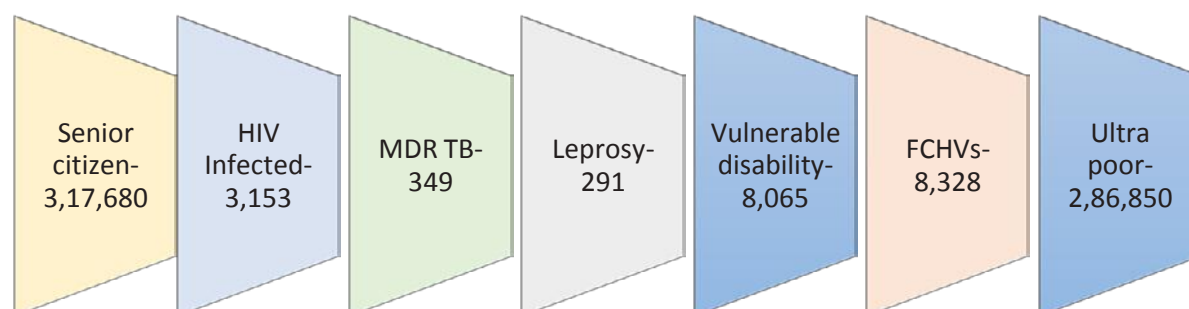 Senior
citizen-
3,17,680
HIV
Infected-
3,153
MDR TB-
349
Leprosy-
291
Vulnerable
disability-
8,065
FCHVs-
8,328
Ultra
poor-
2,86,850